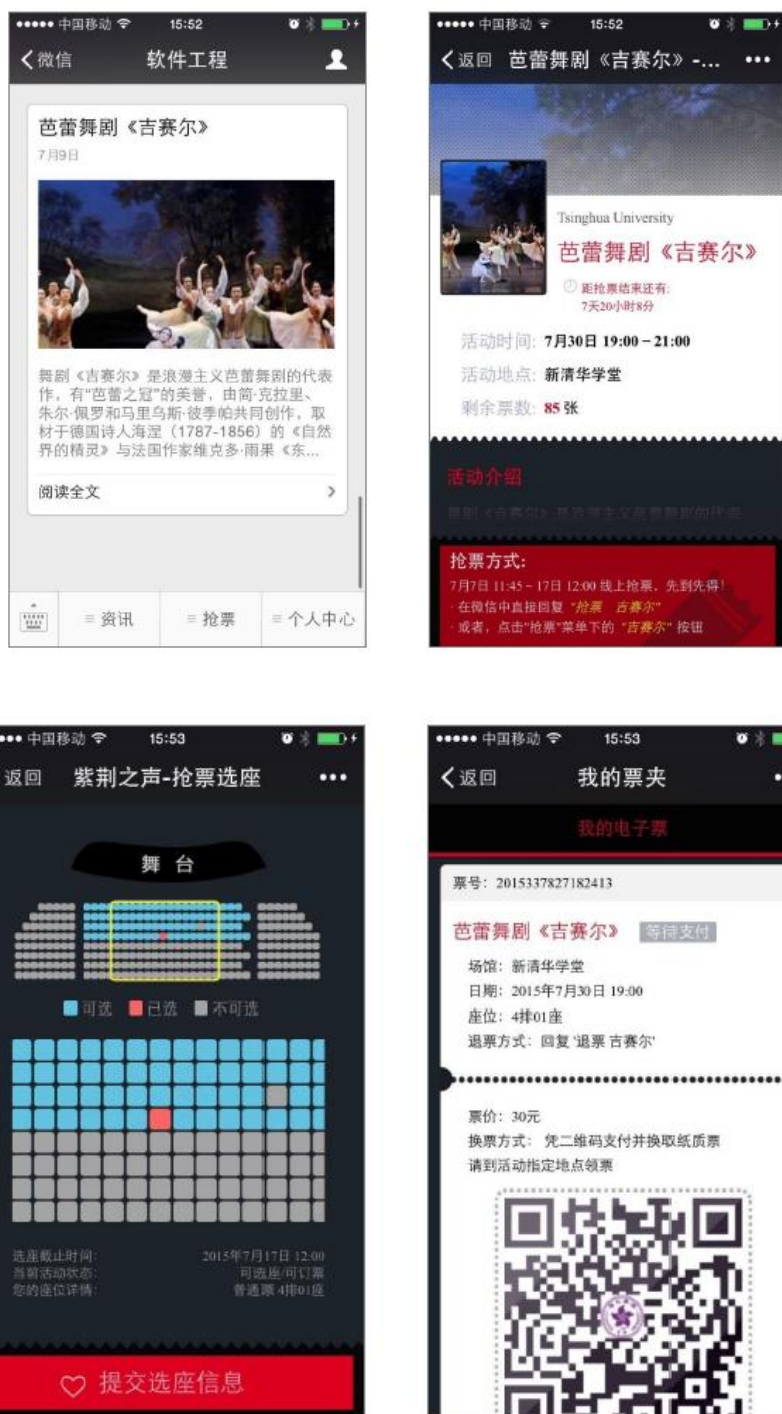 中国移动 15:52
微信 软件工程
芭蕾舞剧《吉赛尔》
7月9日
舞剧《吉赛尔》是浪漫主义芭蕾舞剧的代表
作，有“芭蕾之冠”的美誉，由简·克拉里、
朱尔·佩罗和马里乌斯·彼季帕共同创作，取
材于德国诗人海涅（1787-1856）的《自然
界的精灵》与法国作家维克多·雨果《东...
阅读全文
资讯 抢票 个人中心
中国移动 15:52
返回 芭蕾舞剧《吉赛尔》-...
Tsinghua University
芭蕾舞剧《吉赛尔》
距抢票结束还有:
7天20小时8分
活动时间: 7月30日 19:00 – 21:00
活动地点: 新清华学堂
剩余票数: 85 张
活动介绍
舞剧《吉赛尔》是浪漫主义芭蕾舞剧的代表
抢票方式:
7月7日 11:45 – 17日 12:00 线上抢票、先到先得！
· 在微信中直接回复 “抢票 吉赛尔”
· 或者，点击“抢票”菜单下的 “吉赛尔” 按钮
中国移动 15:53
返回 紫荆之声-抢票选座
舞 台
可选 已选 不可选
选座截止时间: 2015年7月17日 12:00
当前活动状态: 可选座/可订票
您的座位详情: 普通票 4排01座
提交选座信息
中国移动 15:53
返回 我的票夹
我的电子票
票号: 2015337827182413
芭蕾舞剧《吉赛尔》 等待支付
场馆: 新清华学堂
日期: 2015年7月30日 19:00
座位: 4排01座
退票方式: 回复 '退票 吉赛尔'
票价: 30元
换票方式: 凭二维码支付并换取纸质票
请到活动指定地点领票